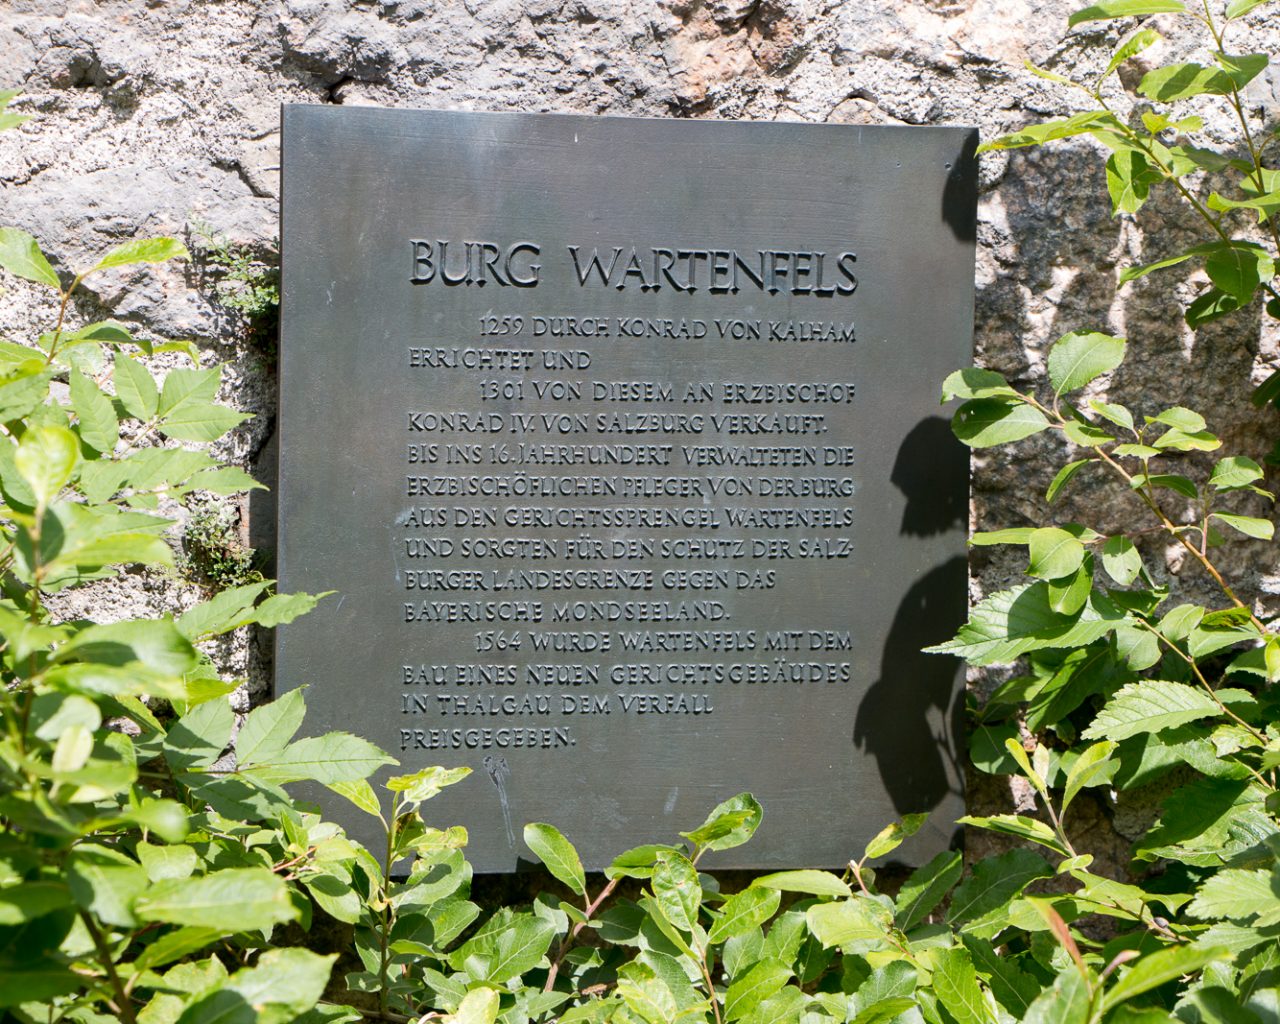 BURG WARTENFELS
1259 DURCH KONRAD VON KALHAM
ERRICHTET UND
1301 VON DIESEM AN ERZBISCHOF
KONRAD IV. VON SALZBURG VERKAUFT.
BIS INS 16. JAHRHUNDERT VERWALTETEN DIE
ERZBISCHÖFLICHEN PFLEGER VON DER BURG
AUS DEN GERICHTSSPRENGEL WARTENFELS
UND SORGTEN FÜR DEN SCHUTZ DER SALZ-
BURGER LANDESGRENZE GEGEN DAS
BAYERISCHE MONDSEELAND.
1564 WURDE WARTENFELS MIT DEM
BAU EINES NEUEN GERICHTSGEBÄUDES
IN THALGAU DEM VERFALL
PREISGEGEBEN.